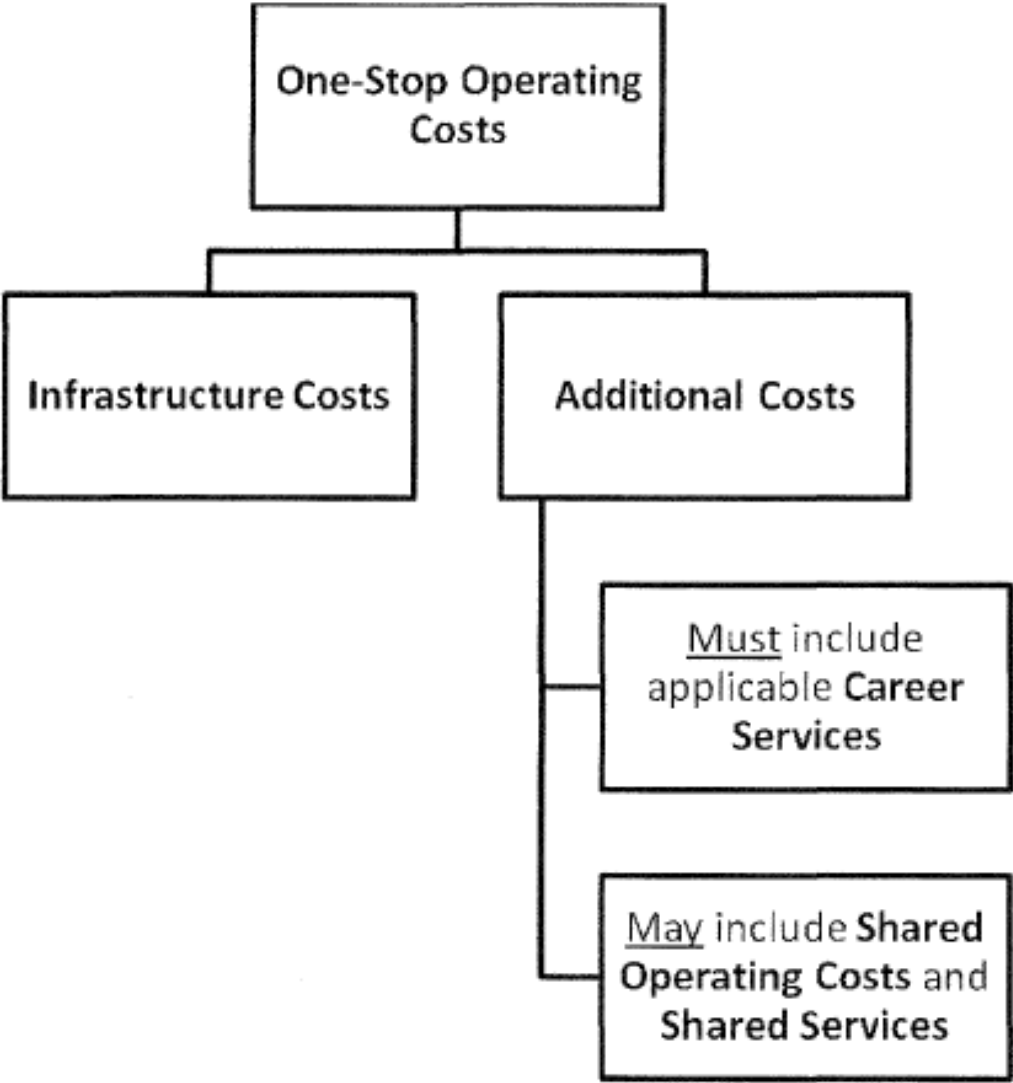 One-Stop Operating
Costs
Infrastructure Costs
Additional Costs
Must include
applicable Career
Services
May include Shared
Operating Costs and
Shared Services